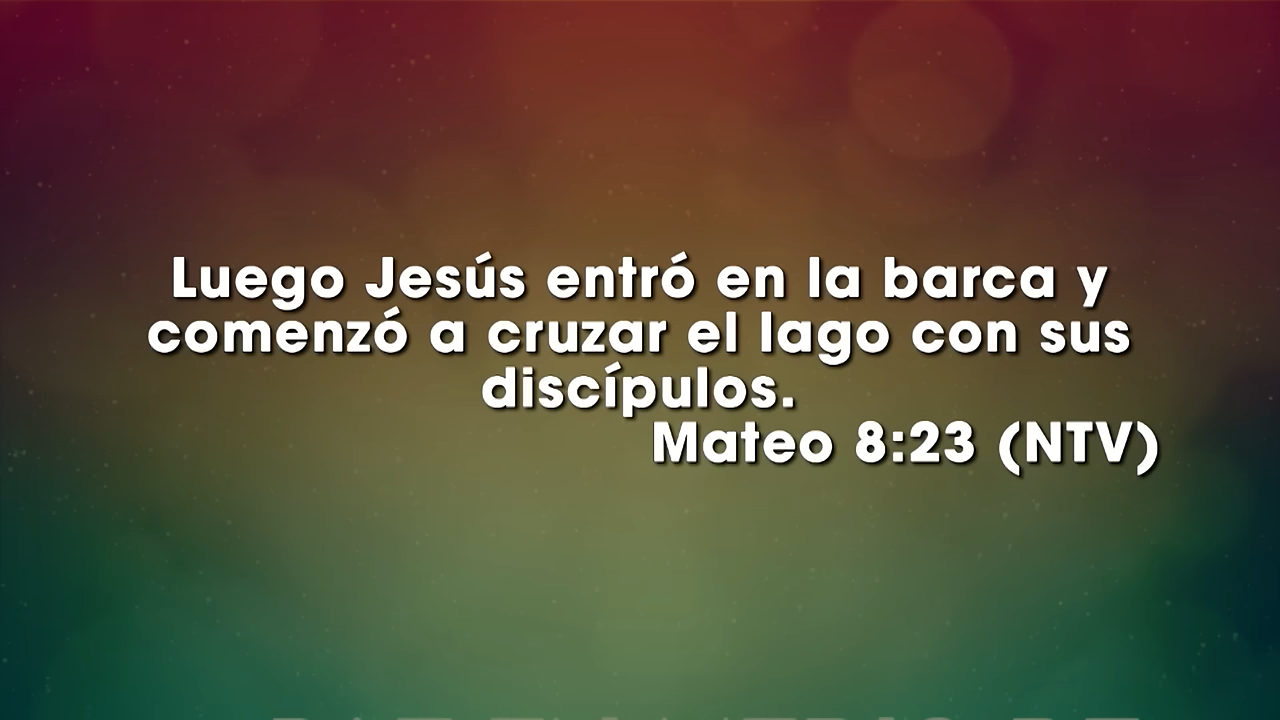 Luego Jesús entró en la barca y
comenzó a cruzar el lago con sus
discípulos.
Mateo 8:23 (NTV)